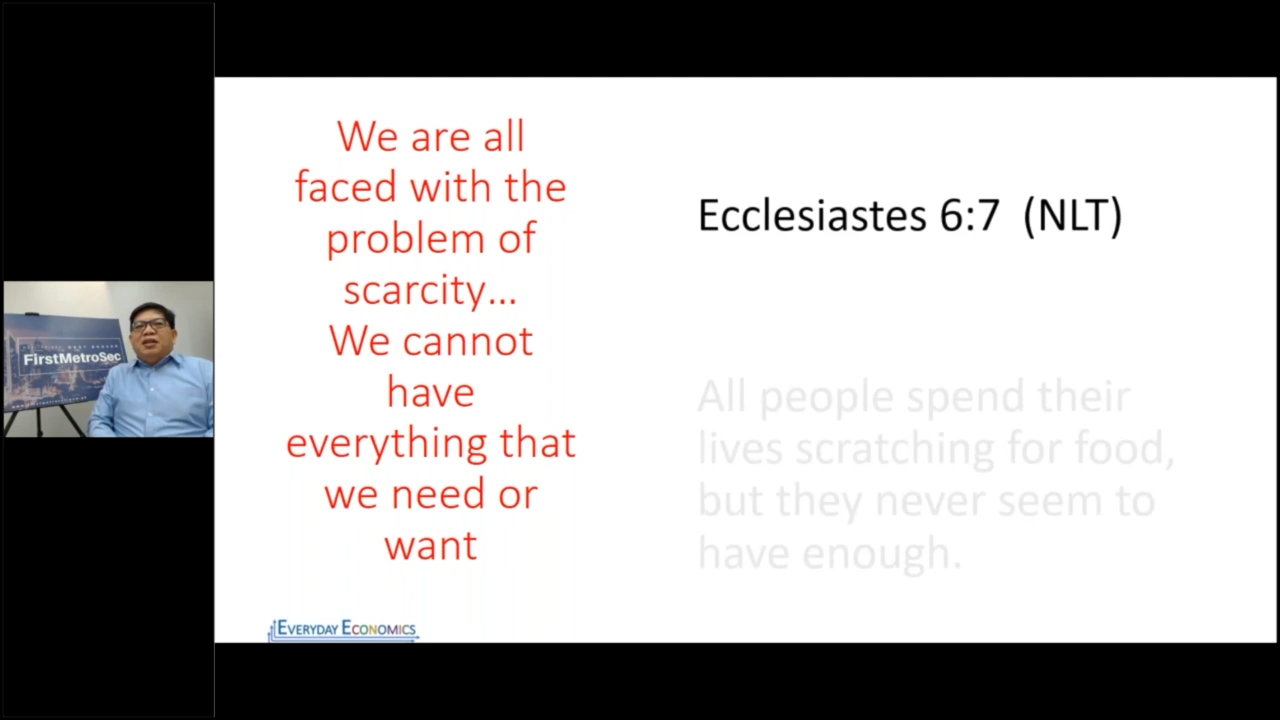 We are all
faced with the
problem of
scarcity...
We cannot
have
everything that
we need or
want
Ecclesiastes 6:7 (NLT)
All people spend their
lives scratching for food,
but they never seem to
have enough.
FirstMetroSec
EVERYDAY ECONOMICS